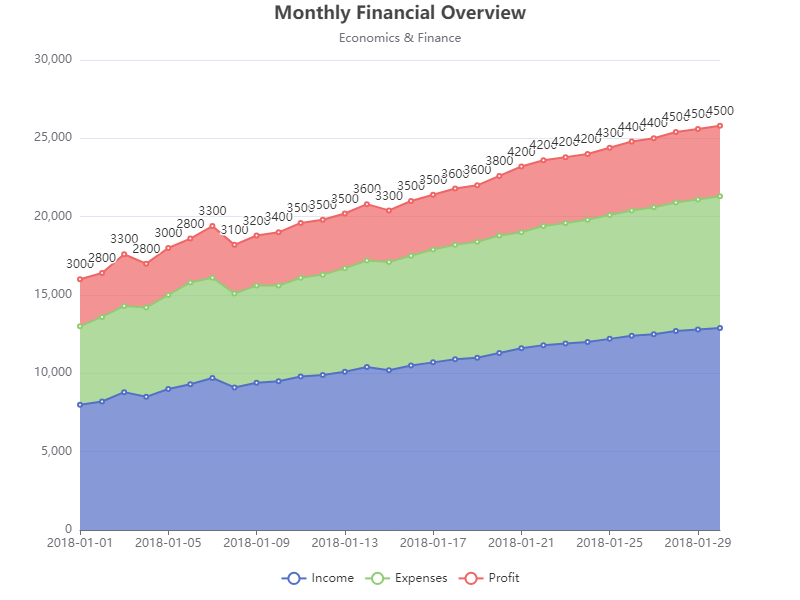 Monthly Financial Overview
Economics & Finance
30,000
25,000
20,000
15,000
10,000
5,000
0
3000 2800 3300 2800 3000 2800 3300 3100 3200 3400 3500 3500 3500 3600 3300 3500 3500 3600 3600 3800 4200 4200 4200 4200 4300 4400 4400 4500 4500 4500
2018-01-01 2018-01-05 2018-01-09 2018-01-13 2018-01-17 2018-01-21 2018-01-25 2018-01-29
Income Expenses Profit